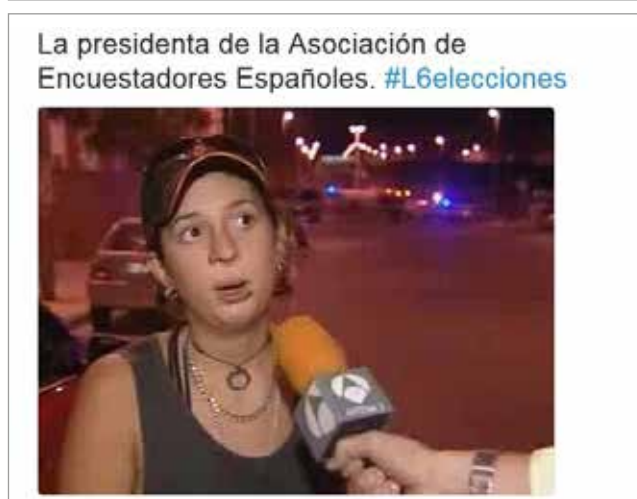 La presidenta de la Asociación de
Encuestadores Españoles. #L6elecciones